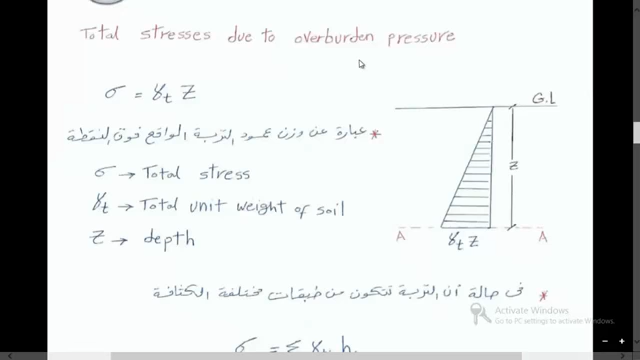 Total stresses due to overburden pressure
σ = γt Z
* عبارة عن وزن عمود التربة الواقع فوق النقطة
σ → Total stress
γt → Total unit weight of soil
Z → depth
G.L
Z
A
γt Z
A
* فى حالة أن التربة تتكون من طبقات مختلفة الكثافة
Activate Windows
Go to PC settings to activate Windows.
σ = Σ γ h